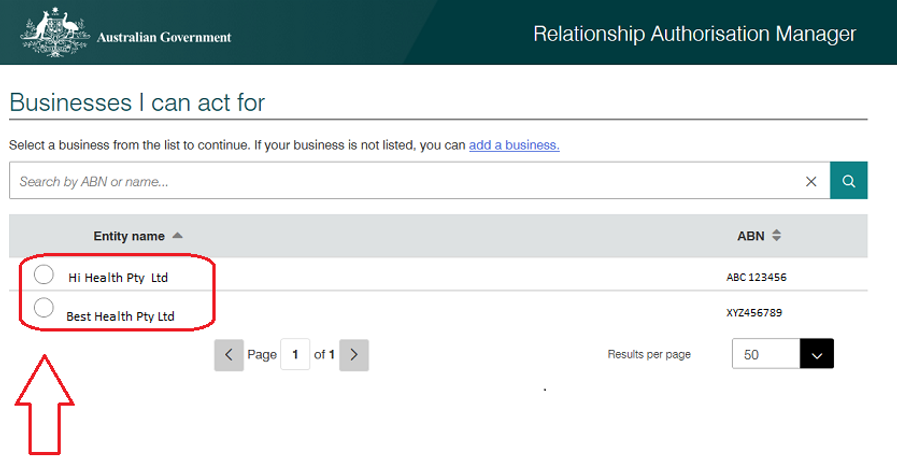 Australian Government
Relationship Authorisation Manager
Businesses I can act for
Select a business from the list to continue. If your business is not listed, you can add a business.
Search by ABN or name...
Entity name ABN
Hi Health Pty Ltd ABC 123456
Best Health Pty Ltd XYZ456789
Page 1 of 1 Results per page 50